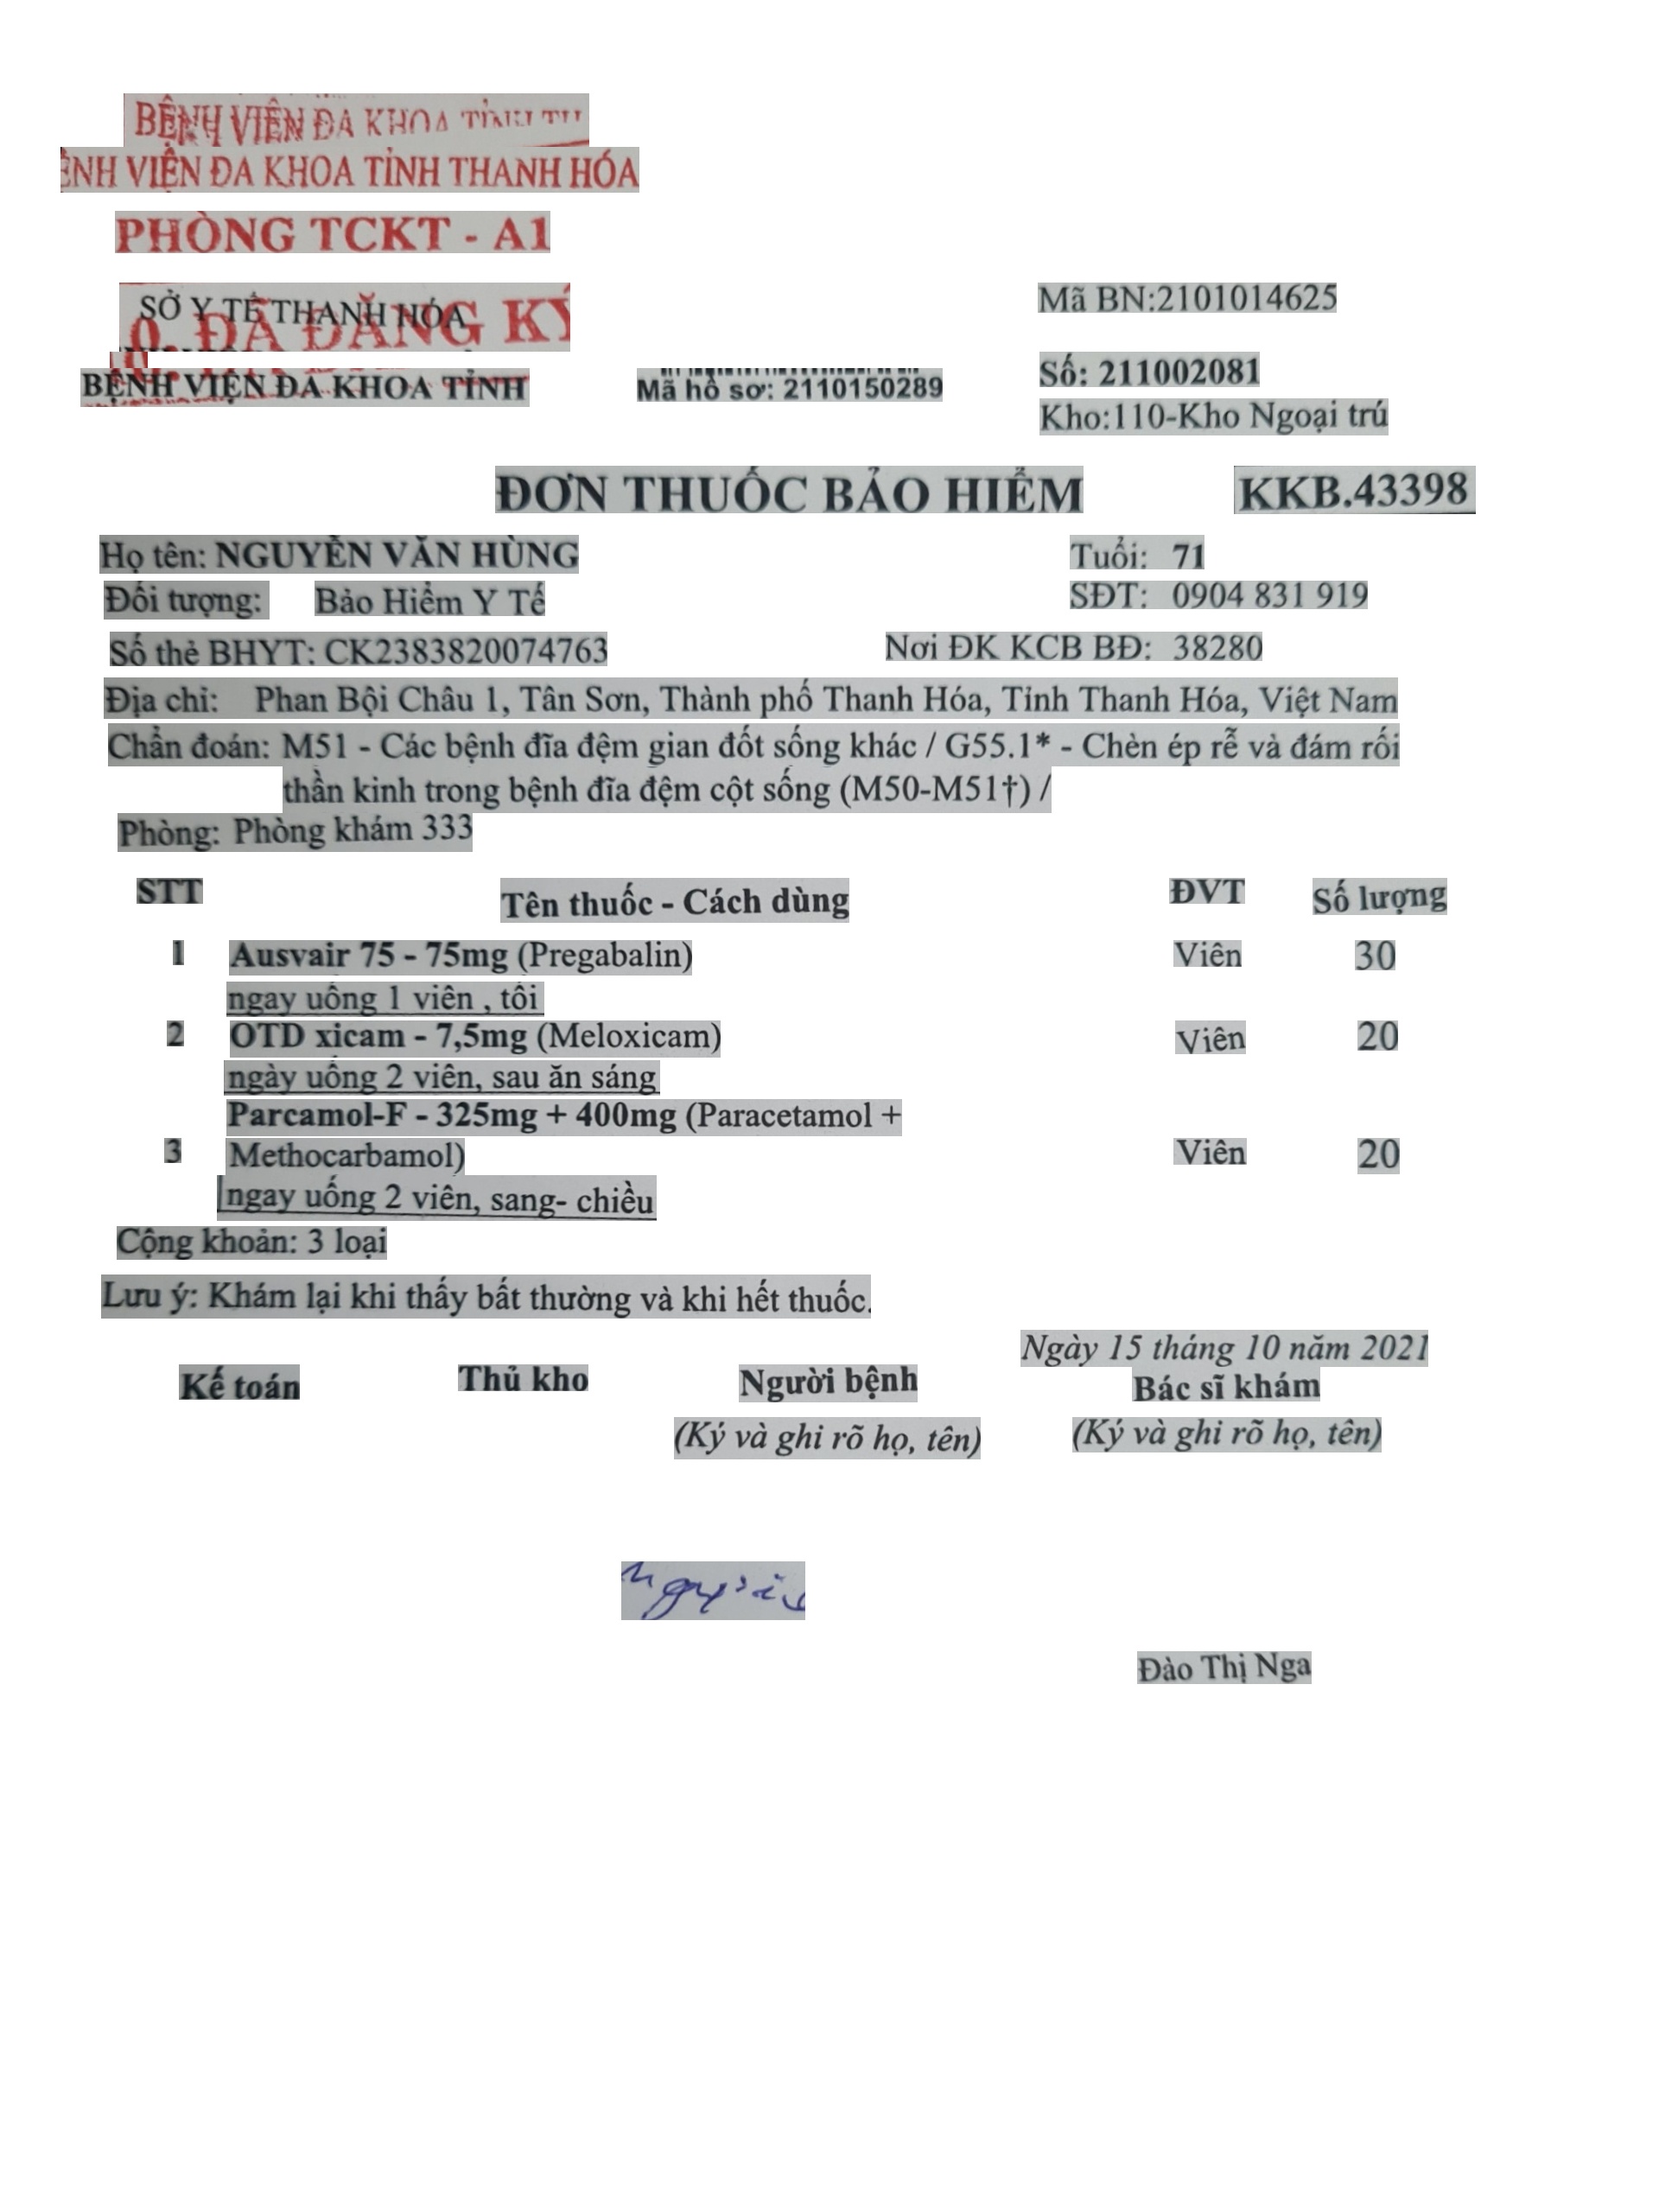 BỆNH VIỆN ĐA KHOA TỈNH
ỆNH VIỆN ĐA KHOA TỈNH THANH HÓA
PHÒNG TCKT - A1
SỞ Y TẾ THANH HÓA
ĐÃ ĐĂNG KÝ
Mã BN:2101014625
BỆNH VIỆN ĐA KHOA TỈNH
Mã hồ sơ: 2110150289
Số: 211002081
Kho:110-Kho Ngoại trú
ĐƠN THUỐC BẢO HIỂM KKB.43398
Họ tên: NGUYỄN VĂN HÙNG Tuổi: 71
Đối tượng: Bảo Hiểm Y Tế SĐT: 0904 831 919
Số thẻ BHYT: CK2383820074763 Nơi ĐK KCB BĐ: 38280
Địa chỉ: Phan Bội Châu 1, Tân Sơn, Thành phố Thanh Hóa, Tỉnh Thanh Hóa, Việt Nam
Chẩn đoán: M51 - Các bệnh đĩa đệm gian đốt sống khác / G55.1* - Chèn ép rễ và đám rối
thần kinh trong bệnh đĩa đệm cột sống (M50-M51†) /
Phòng: Phòng khám 333
STT Tên thuốc - Cách dùng ĐVT Số lượng
1 Ausvair 75 - 75mg (Pregabalin) Viên 30
ngay uông 1 viên , tôi
2 OTD xicam - 7,5mg (Meloxicam) Viên 20
ngày uông 2 viên, sau ăn sáng
Parcamol-F - 325mg + 400mg (Paracetamol +
3 Methocarbamol) Viên 20
ngay uống 2 viên, sang- chiều
Cộng khoản: 3 loại
Lưu ý: Khám lại khi thấy bất thường và khi hết thuốc.
Ngày 15 tháng 10 năm 2021
Kế toán Thủ kho Người bệnh Bác sĩ khám
(Ký và ghi rõ họ, tên) (Ký và ghi rõ họ, tên)
Đào Thị Nga